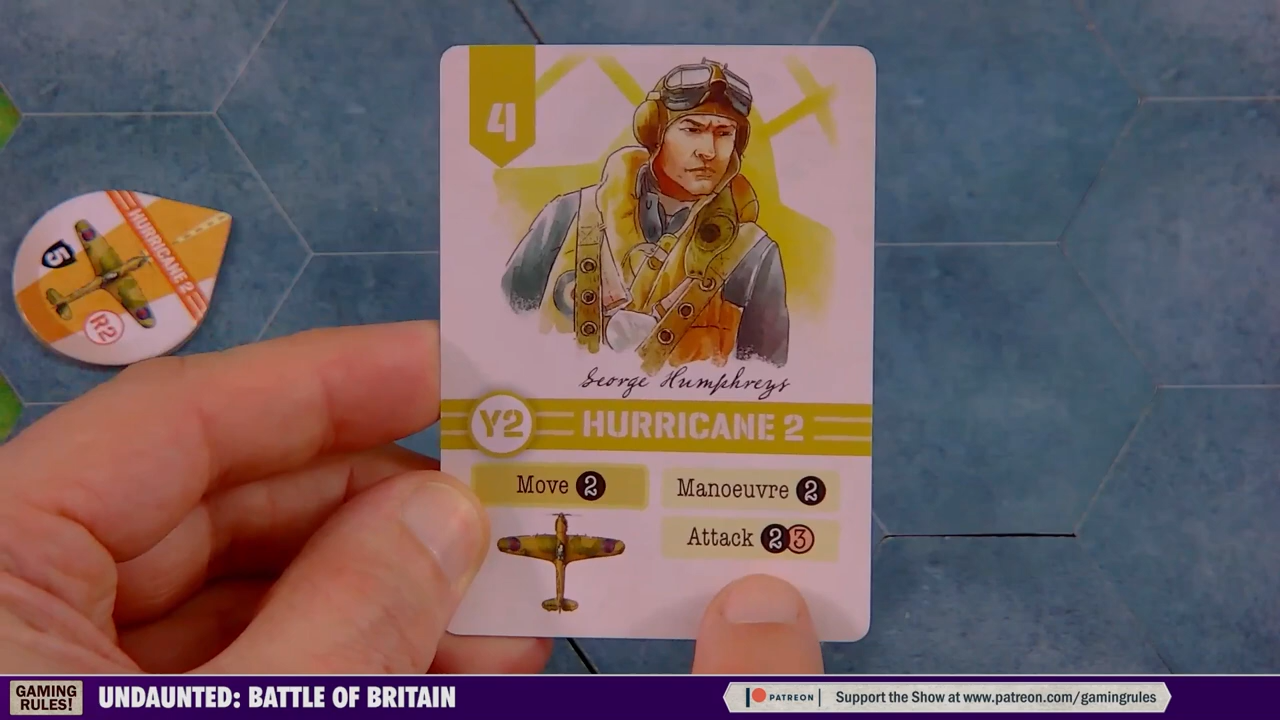 4
HURRICANE 2
5
R2
George Humphreys
Y2 HURRICANE 2
Move 2
Manoeuvre 2
Attack 2 3
GAMING RULES!
UNDAUNTED: BATTLE OF BRITAIN
PATREON
Support the Show at www.patreon.com/gamingrules